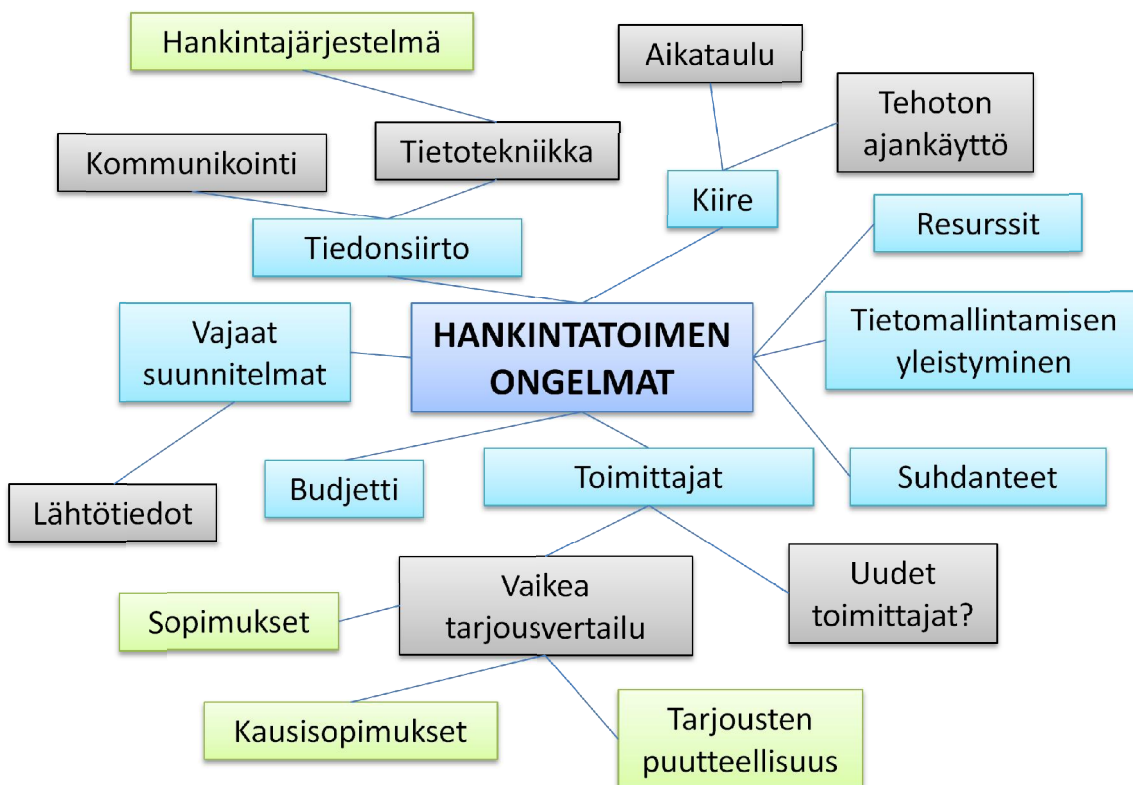 Hankintajärjestelmä
Aikataulu
Tehoton
ajankäyttö
Kommunikointi
Tietotekniikka
Kiire
Resurssit
Tiedonsiirto
Vajaat
suunnitelmat
HANKINTATOIMEN
ONGELMAT
Tietomallintamisen
yleistyminen
Lähtötiedot
Budjetti
Toimittajat
Suhdanteet
Sopimukset
Vaikea
tarjousvertailu
Uudet
toimittajat?
Kausisopimukset
Tarjousten
puutteellisuus